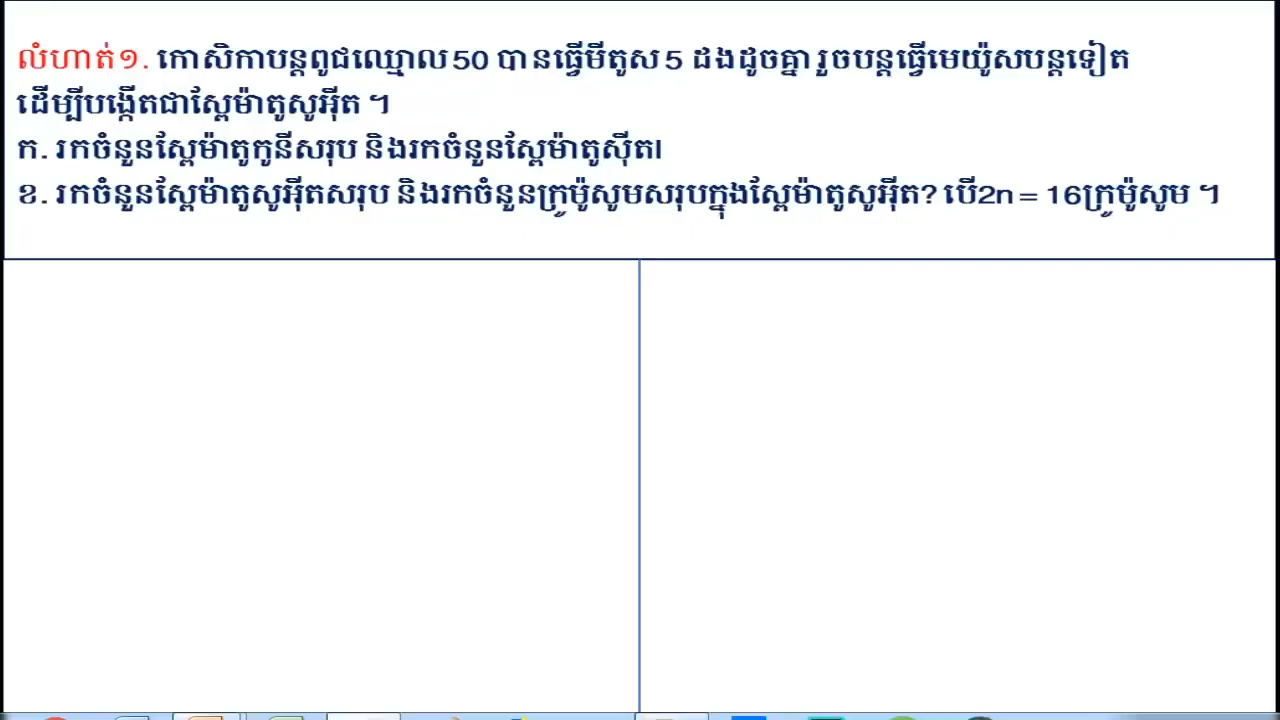 លំហាត់១. កោសិកាបន្តពូជឈ្មោល50 បានធ្វើមីតូស5 ដងដូចគ្នា រួចបន្តធ្វើមេយ៉ូសបន្តទៀត
ដើម្បីបង្កើតជាស្ពែម៉ាតូសូអ៊ីត ។
ក. រកចំនួនស្ពែម៉ាតូកូនីសរុប និងរកចំនួនស្ពែម៉ាតូស៊ីត។
ខ. រកចំនួនស្ពែម៉ាតូសូអ៊ីតសរុប និងរកចំនួនក្រូម៉ូសូមសរុបក្នុងស្ពែម៉ាតូសូអ៊ីត? បើ2n = 16ក្រូម៉ូសូម ។